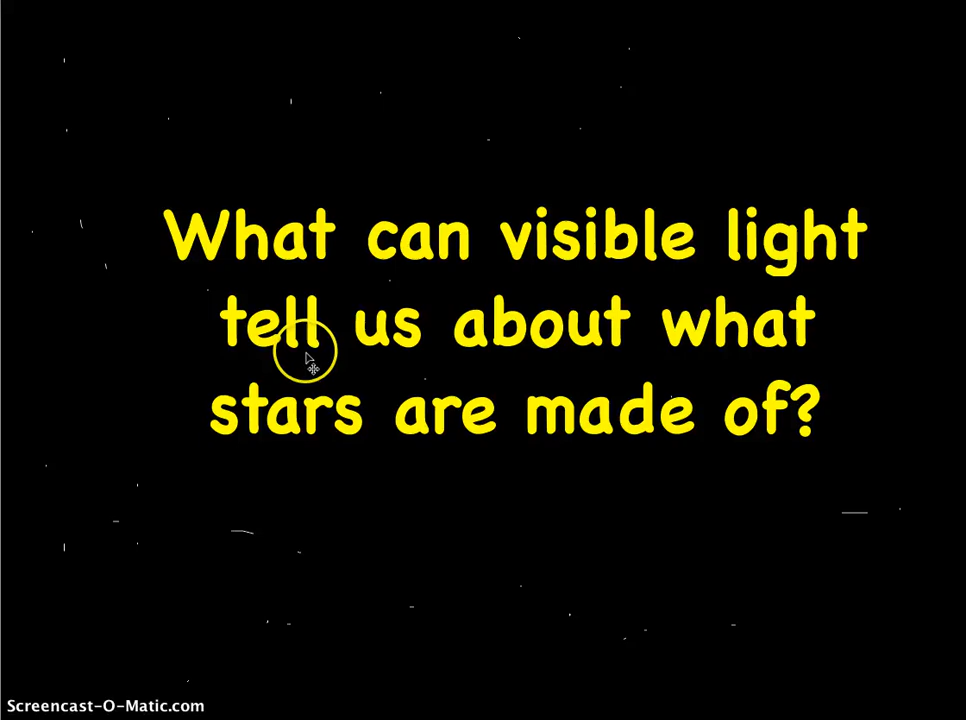 What can visible light
tell us about what
stars are made of?
Screencast-O-Matic.com